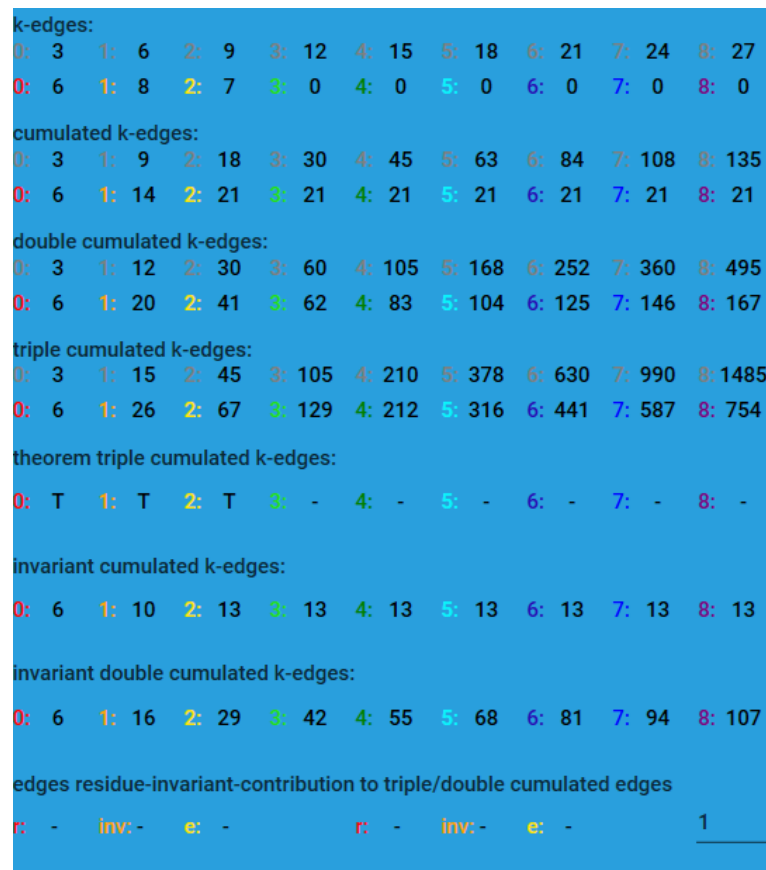 k-edges:
0: 3 1: 6 2: 9 3: 12 4: 15 5: 18 6: 21 7: 24 8: 27
0: 6 1: 8 2: 7 3: 0 4: 0 5: 0 6: 0 7: 0 8: 0
cumulated k-edges:
0: 3 1: 9 2: 18 3: 30 4: 45 5: 63 6: 84 7: 108 8: 135
0: 6 1: 14 2: 21 3: 21 4: 21 5: 21 6: 21 7: 21 8: 21
double cumulated k-edges:
0: 3 1: 12 2: 30 3: 60 4: 105 5: 168 6: 252 7: 360 8: 495
0: 6 1: 20 2: 41 3: 62 4: 83 5: 104 6: 125 7: 146 8: 167
triple cumulated k-edges:
0: 3 1: 15 2: 45 3: 105 4: 210 5: 378 6: 630 7: 990 8: 1485
0: 6 1: 26 2: 67 3: 129 4: 212 5: 316 6: 441 7: 587 8: 754
theorem triple cumulated k-edges:
0: T 1: T 2: T 3: - 4: - 5: - 6: - 7: - 8: -
invariant cumulated k-edges:
0: 6 1: 10 2: 13 3: 13 4: 13 5: 13 6: 13 7: 13 8: 13
invariant double cumulated k-edges:
0: 6 1: 16 2: 29 3: 42 4: 55 5: 68 6: 81 7: 94 8: 107
edges residue-invariant-contribution to triple/double cumulated edges
r: - inv: - e: - r: - inv: - e: - 1